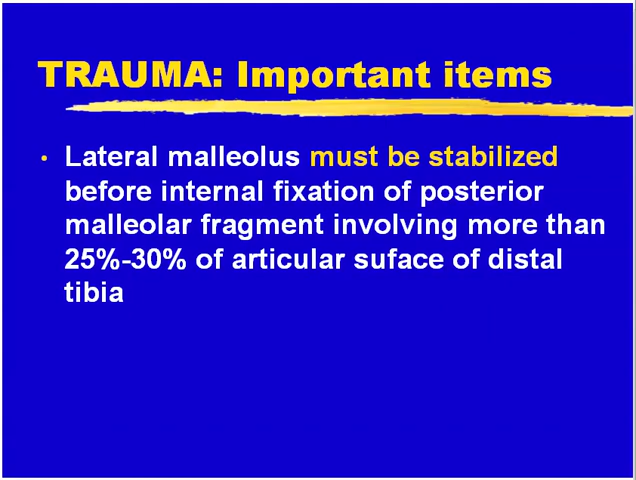 TRAUMA: Important items
• Lateral malleolus must be stabilized
before internal fixation of posterior
malleolar fragment involving more than
25%-30% of articular suface of distal
tibia